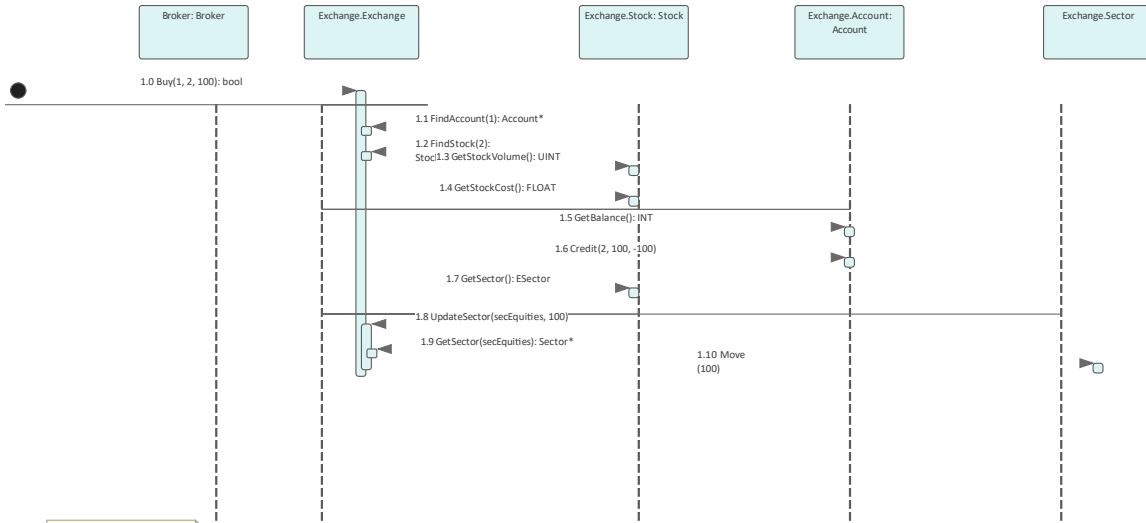 Broker: Broker
Exchange.Exchange
Exchange.Stock: Stock
Exchange.Account:
Account
Exchange.Sector
1.0 Buy(1, 2, 100): bool
1.1 FindAccount(1): Account*
1.2 FindStock(2):
Stoc
1.3 GetStockVolume(): UINT
1.4 GetStockCost(): FLOAT
1.5 GetBalance(): INT
1.6 Credit(2, 100, -100)
1.7 GetSector(): ESector
1.8 UpdateSector(secEquities, 100)
1.9 GetSector(secEquities): Sector*
1.10 Move
(100)